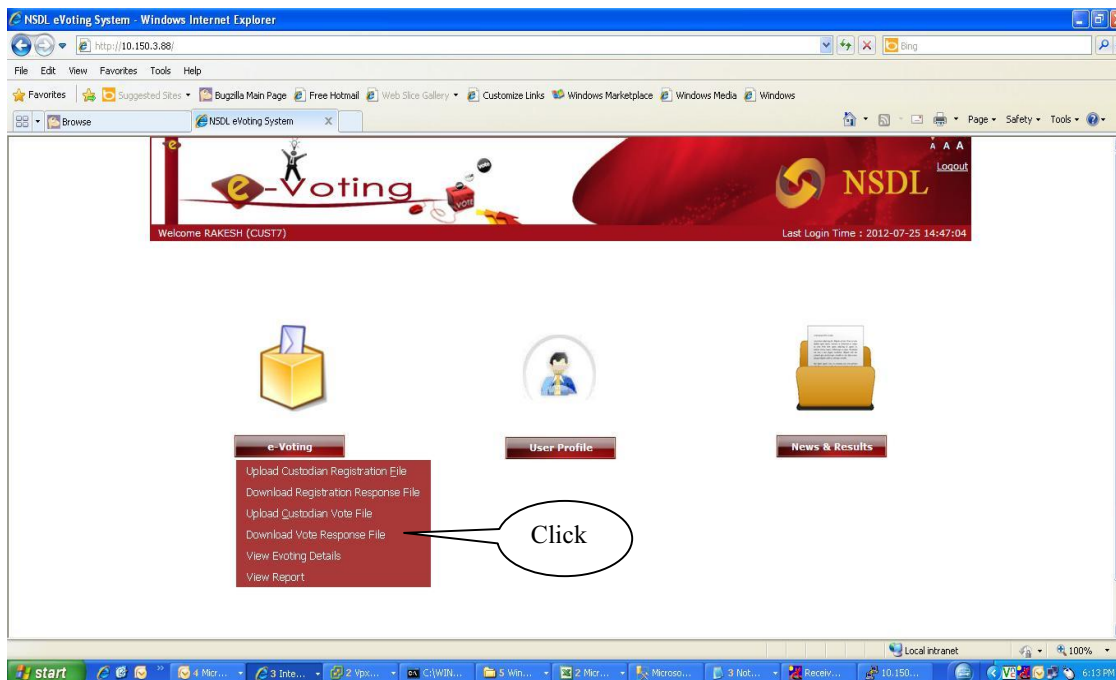 NSDL eVoting System - Windows Internet Explorer
http://10.150.3.88/
Bing
File Edit View Favorites Tools Help
Favorites Suggested Sites Bugzilla Main Page Free Hotmail Web Slice Gallery Customize Links Windows Marketplace Windows Media Windows
Browse NSDL eVoting System X Page Safety Tools
A A A
Logout
e-Voting
VOTE
NSDL
Welcome RAKESH (CUST7) Last Login Time : 2012-07-25 14:47:04
e-Voting User Profile News & Results
Upload Custodian Registration File
Download Registration Response File
Upload Custodian Vote File
Download Vote Response File
Click
View Evoting Details
View Report
Local intranet 100%
start 4 Micr... 3 Inte... 2 Vpx... C:\WIN... 5 Win... 2 Micr... Microso... 3 Not... Receiv... 10.150... 6:13 PM